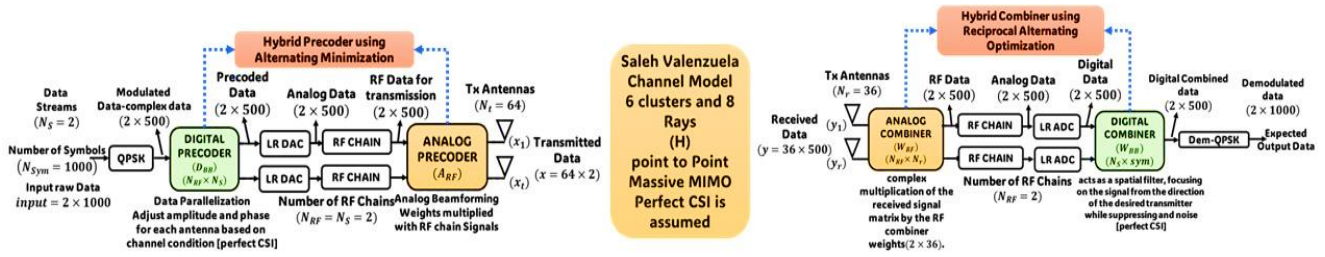 Hybrid Precoder using
Alternating Minimization
Data
Streams
(N_S = 2)
Modulated
Data-complex data
(2 × 500)
Precoded
Data
(2 × 500)
Analog Data
(2 × 500)
RF Data for
transmission
(2 × 500)
Tx Antennas
(N_t = 64)
Number of Symbols
(N_Sym = 1000)
Input raw Data
input = 2 × 1000
QPSK
DIGITAL
PRECODER
(D_BB)
(N_RF × N_S)
LR DAC
RF CHAIN
LR DAC
RF CHAIN
ANALOG
PRECODER
(A_RF)
(x_1)
(x_t)
Transmitted
Data
(x = 64 × 2)
Data Parallelization
Adjust amplitude and phase
for each antenna based on
channel condition [perfect CSI]
Number of RF Chains
(N_RF = N_S = 2)
Analog Beamforming
Weights multiplied
with RF chain Signals
Saleh Valenzuela
Channel Model
6 clusters and 8
Rays
(H)
point to Point
Massive MIMO
Perfect CSI is
assumed
Hybrid Combiner using
Reciprocal Alternating
Optimization
Tx Antennas
(N_r = 36)
RF Data
(2 × 500)
Analog Data
(2 × 500)
Digital
Data
(2 × 500)
Digital Combined
data
(2 × 500)
Demodulated
data
(2 × 1000)
Received
Data
(y = 36 × 500)
(y_1)
(y_r)
ANALOG
COMBINER
(W_RF)
(N_RF × N_r)
RF CHAIN
LR ADC
RF CHAIN
LR ADC
DIGITAL
COMBINER
(W_BB)
(N_S × sym)
Dem-QPSK
Expected
Output Data
complex
multiplication of the
received signal
matrix by the RF
combiner
weights(2 × 36).
Number of RF Chains
(N_RF = 2)
acts as a spatial filter, focusing
on the signal from the direction
of the desired transmitter
while suppressing and noise
[perfect CSI]